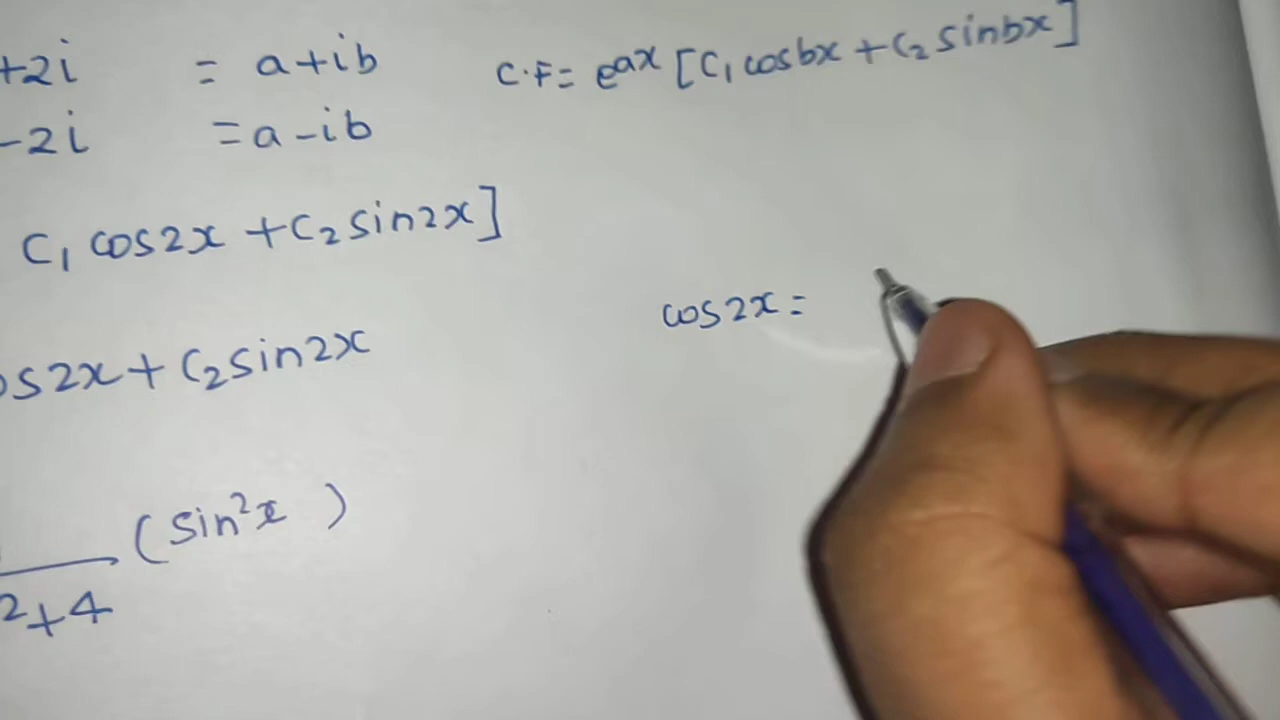 +2i = a+ib C.F= e^ax [C₁ cosbx + C₂ sinbx]
-2i = a-ib
C₁ cos2x + C₂ sin2x]
cos2x =
os2x + C₂ sin2x
(sin²x )
²+4